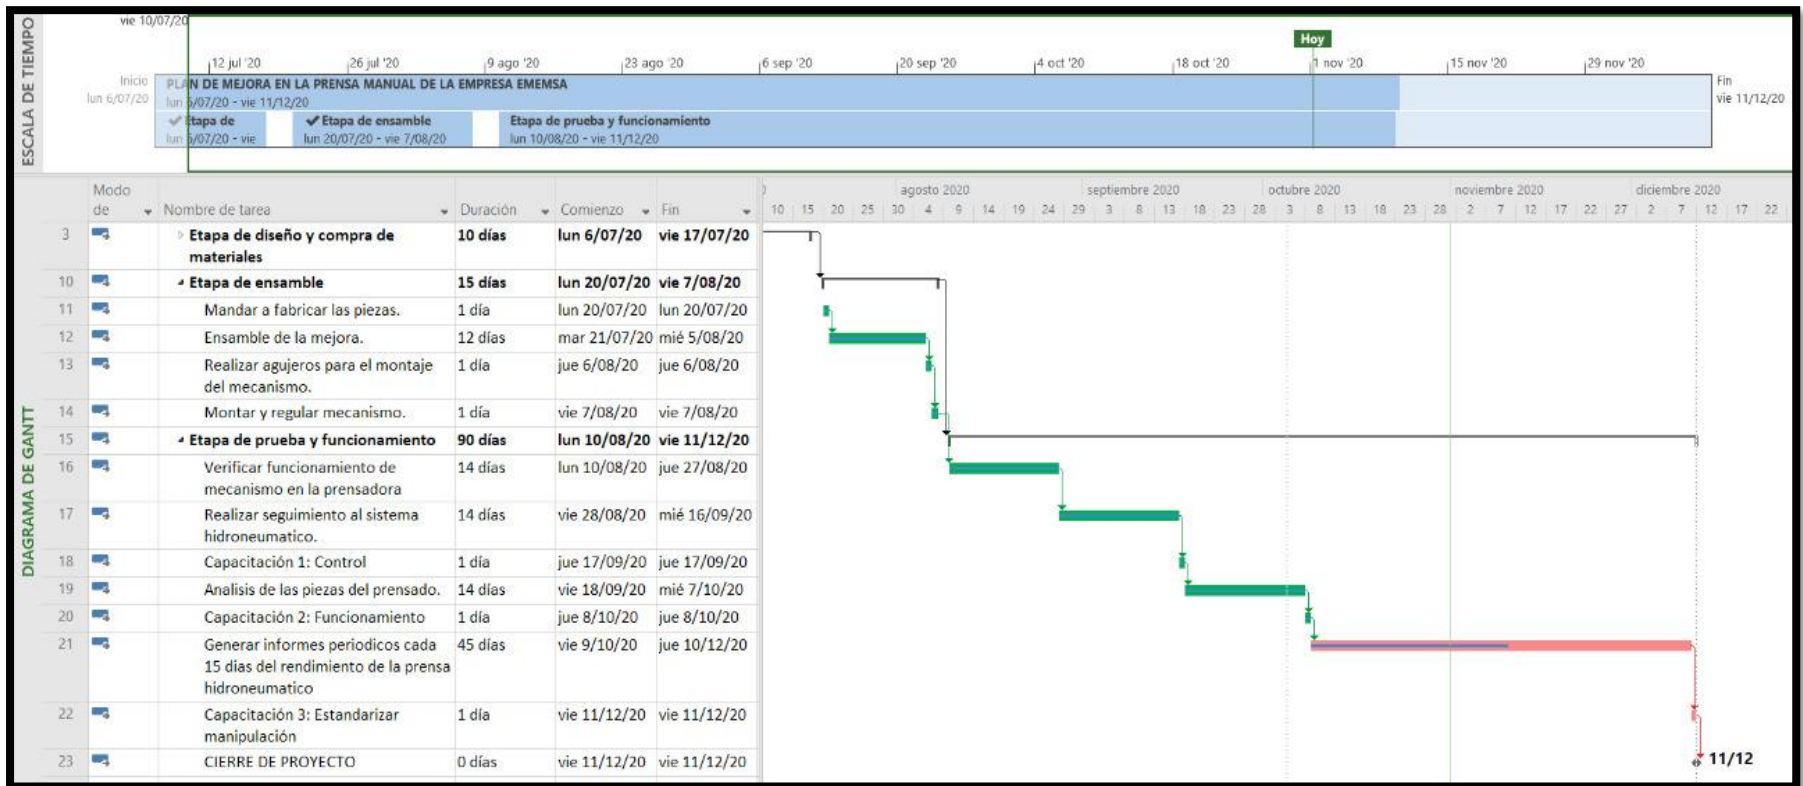 ESCALA DE TIEMPO
vie 10/07/20
Hoy
12 jul '20 26 jul '20 9 ago '20 23 ago '20 6 sep '20 20 sep '20 4 oct '20 18 oct '20 1 nov '20 15 nov '20 29 nov '20
Inicio
lun 6/07/20
PLAN DE MEJORA EN LA PRENSA MANUAL DE LA EMPRESA EMEMSA
lun 6/07/20 - vie 11/12/20
Fin
vie 11/12/20
Etapa de
lun 6/07/20 - vie
Etapa de ensamble
lun 20/07/20 - vie 7/08/20
Etapa de prueba y funcionamiento
lun 10/08/20 - vie 11/12/20
DIAGRAMA DE GANTT
Modo de Nombre de tarea Duración Comienzo Fin
agosto 2020 septiembre 2020 octubre 2020 noviembre 2020 diciembre 2020
10 15 20 25 30 4 9 14 19 24 29 3 8 13 18 23 28 3 8 13 18 23 28 2 7 12 17 22 27 2 7 12 17 22
3 Etapa de diseño y compra de 10 días lun 6/07/20 vie 17/07/20
materiales
10 Etapa de ensamble 15 días lun 20/07/20 vie 7/08/20
11 Mandar a fabricar las piezas. 1 día lun 20/07/20 lun 20/07/20
12 Ensamble de la mejora. 12 días mar 21/07/20 mié 5/08/20
13 Realizar agujeros para el montaje 1 día jue 6/08/20 jue 6/08/20
del mecanismo.
14 Montar y regular mecanismo. 1 día vie 7/08/20 vie 7/08/20
15 Etapa de prueba y funcionamiento 90 días lun 10/08/20 vie 11/12/20
16 Verificar funcionamiento de 14 días lun 10/08/20 jue 27/08/20
mecanismo en la prensadora
17 Realizar seguimiento al sistema 14 días vie 28/08/20 mié 16/09/20
hidroneumatico.
18 Capacitación 1: Control 1 día jue 17/09/20 jue 17/09/20
19 Analisis de las piezas del prensado. 14 días vie 18/09/20 mié 7/10/20
20 Capacitación 2: Funcionamiento 1 día jue 8/10/20 jue 8/10/20
21 Generar informes periodicos cada 45 días vie 9/10/20 jue 10/12/20
15 dias del rendimiento de la prensa
hidroneumatico
22 Capacitación 3: Estandarizar 1 día vie 11/12/20 vie 11/12/20
manipulación
23 CIERRE DE PROYECTO 0 días vie 11/12/20 vie 11/12/20
11/12